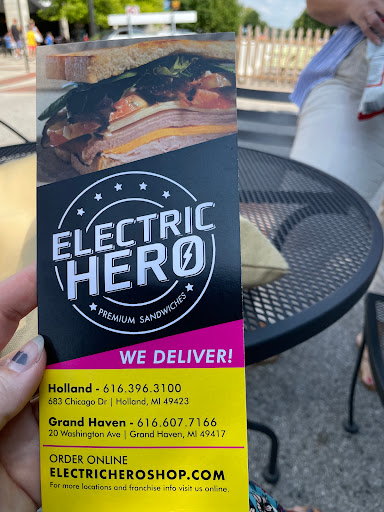 ELECTRIC
HERO
PREMIUM SANDWICHES
WE DELIVER!
Holland - 616.396.3100
683 Chicago Dr | Holland, MI 49423
Grand Haven - 616.607.7166
20 Washington Ave | Grand Haven, MI 49417
ORDER ONLINE
ELECTRICHEROSHOP.COM
For more locations and franchise info visit us online.